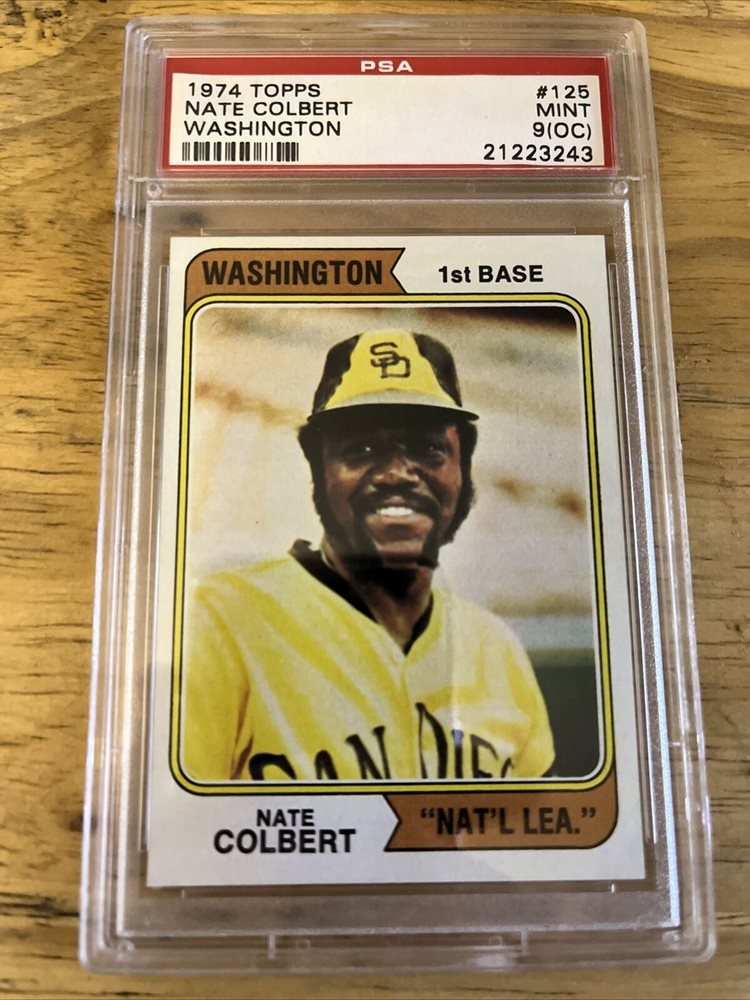 PSA
1974 TOPPS #125
NATE COLBERT MINT
WASHINGTON 9(OC)
21223243
WASHINGTON 1st BASE
SD
SAN DIEG
NATE
COLBERT
"NAT'L LEA."